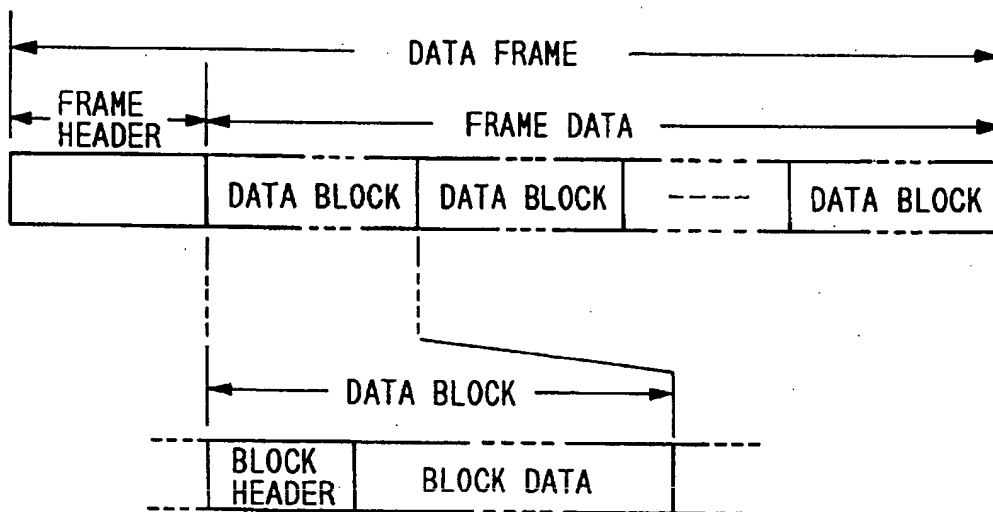 DATA FRAME
FRAME
HEADER
FRAME DATA
DATA BLOCK
DATA BLOCK
DATA BLOCK
DATA BLOCK
BLOCK
HEADER
BLOCK DATA